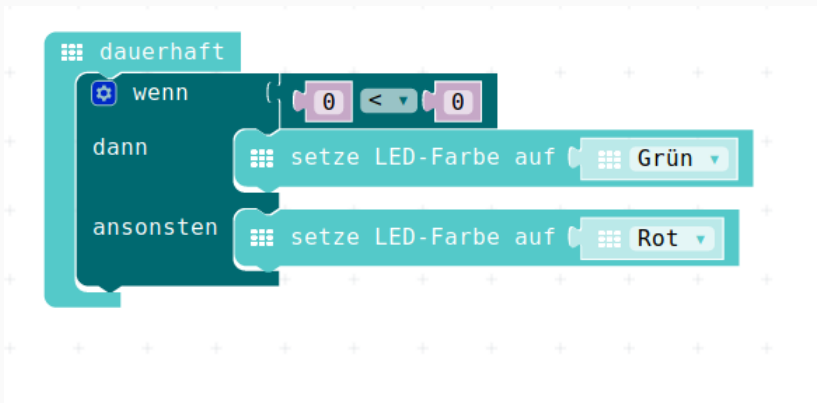 dauerhaft
wenn 0 < 0
dann setze LED-Farbe auf Grün
ansonsten setze LED-Farbe auf Rot